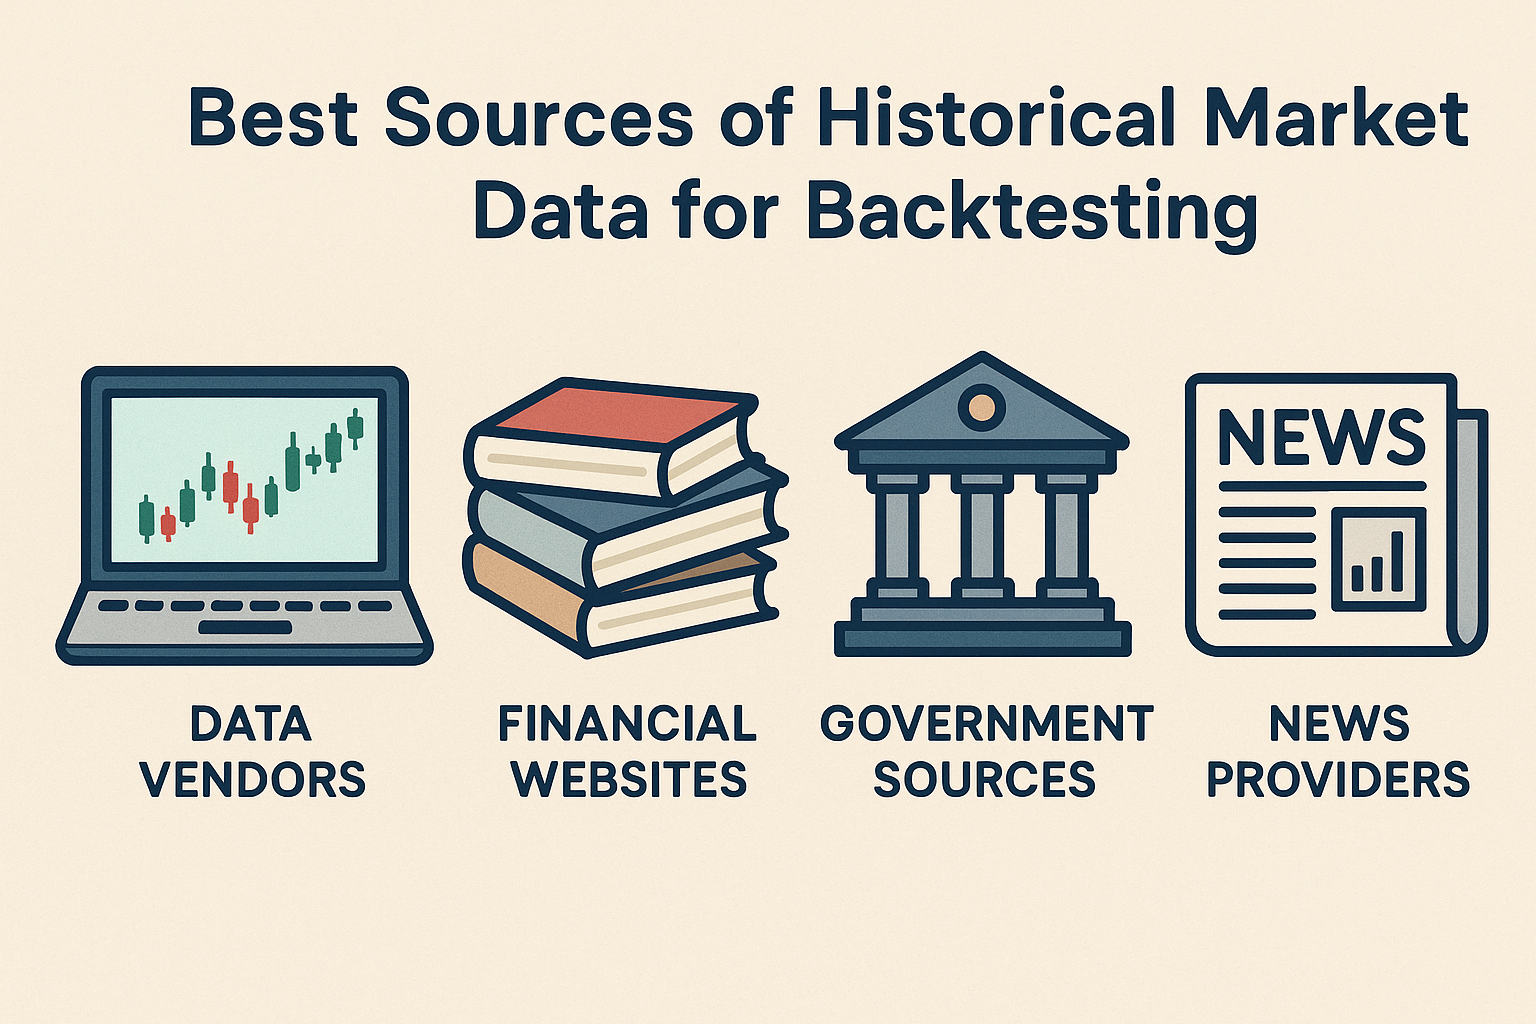 Best Sources of Historical Market
Data for Backtesting
NEWS
DATA
VENDORS
FINANCIAL
WEBSITES
GOVERNMENT
SOURCES
NEWS
PROVIDERS